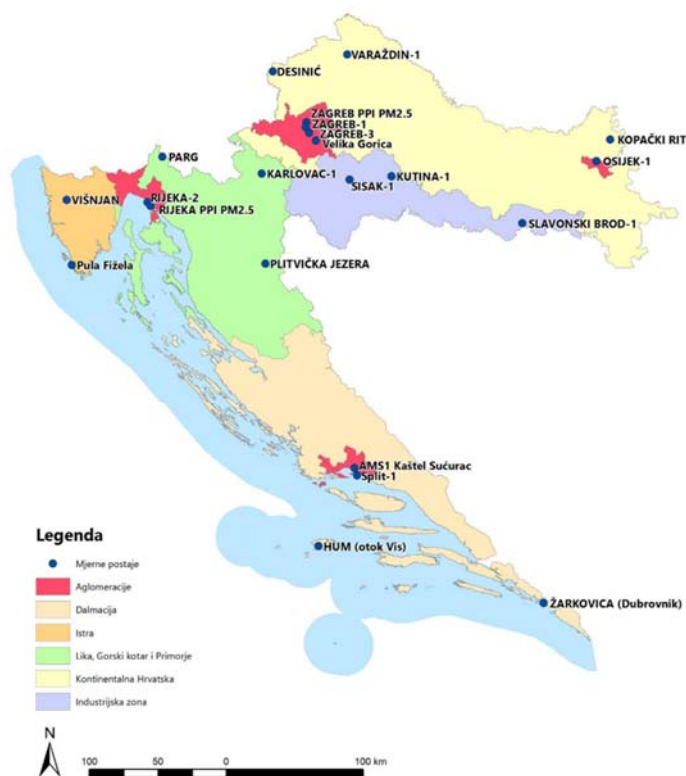 VARAŽDIN-1
DESINIĆ
ZAGREB PPI PM2.5
ZAGREB-1
ZAGREB-3
Velika Gorica
KOPAČKI RIT
OSIJEK-1
PARG
KARLOVAC-1
KUTINA-1
SISAK-1
VIŠNJAN
RIJEKA-2
RIJEKA PPI PM2.5
SLAVONSKI BROD-1
Pula Fižela
PLITVIČKA JEZERA
AMS1 Kaštel Sućurac
Split-1
HUM (otok Vis)
ŽARKOVICA (Dubrovnik)
Legenda
Mjerne postaje
Aglomeracije
Dalmacija
Istra
Lika, Gorski kotar i Primorje
Kontinentalna Hrvatska
Industrijska zona
N
100 50 0 100 km